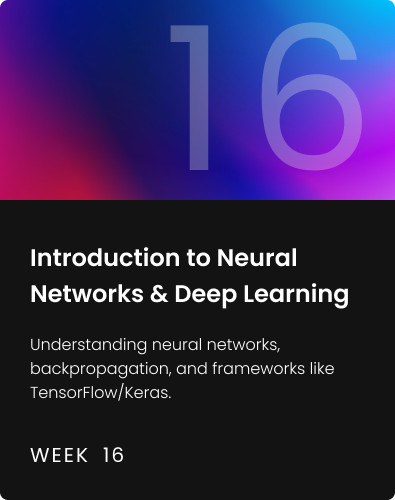 16
Introduction to Neural
Networks & Deep Learning
Understanding neural networks,
backpropagation, and frameworks like
TensorFlow/Keras.
WEEK 16